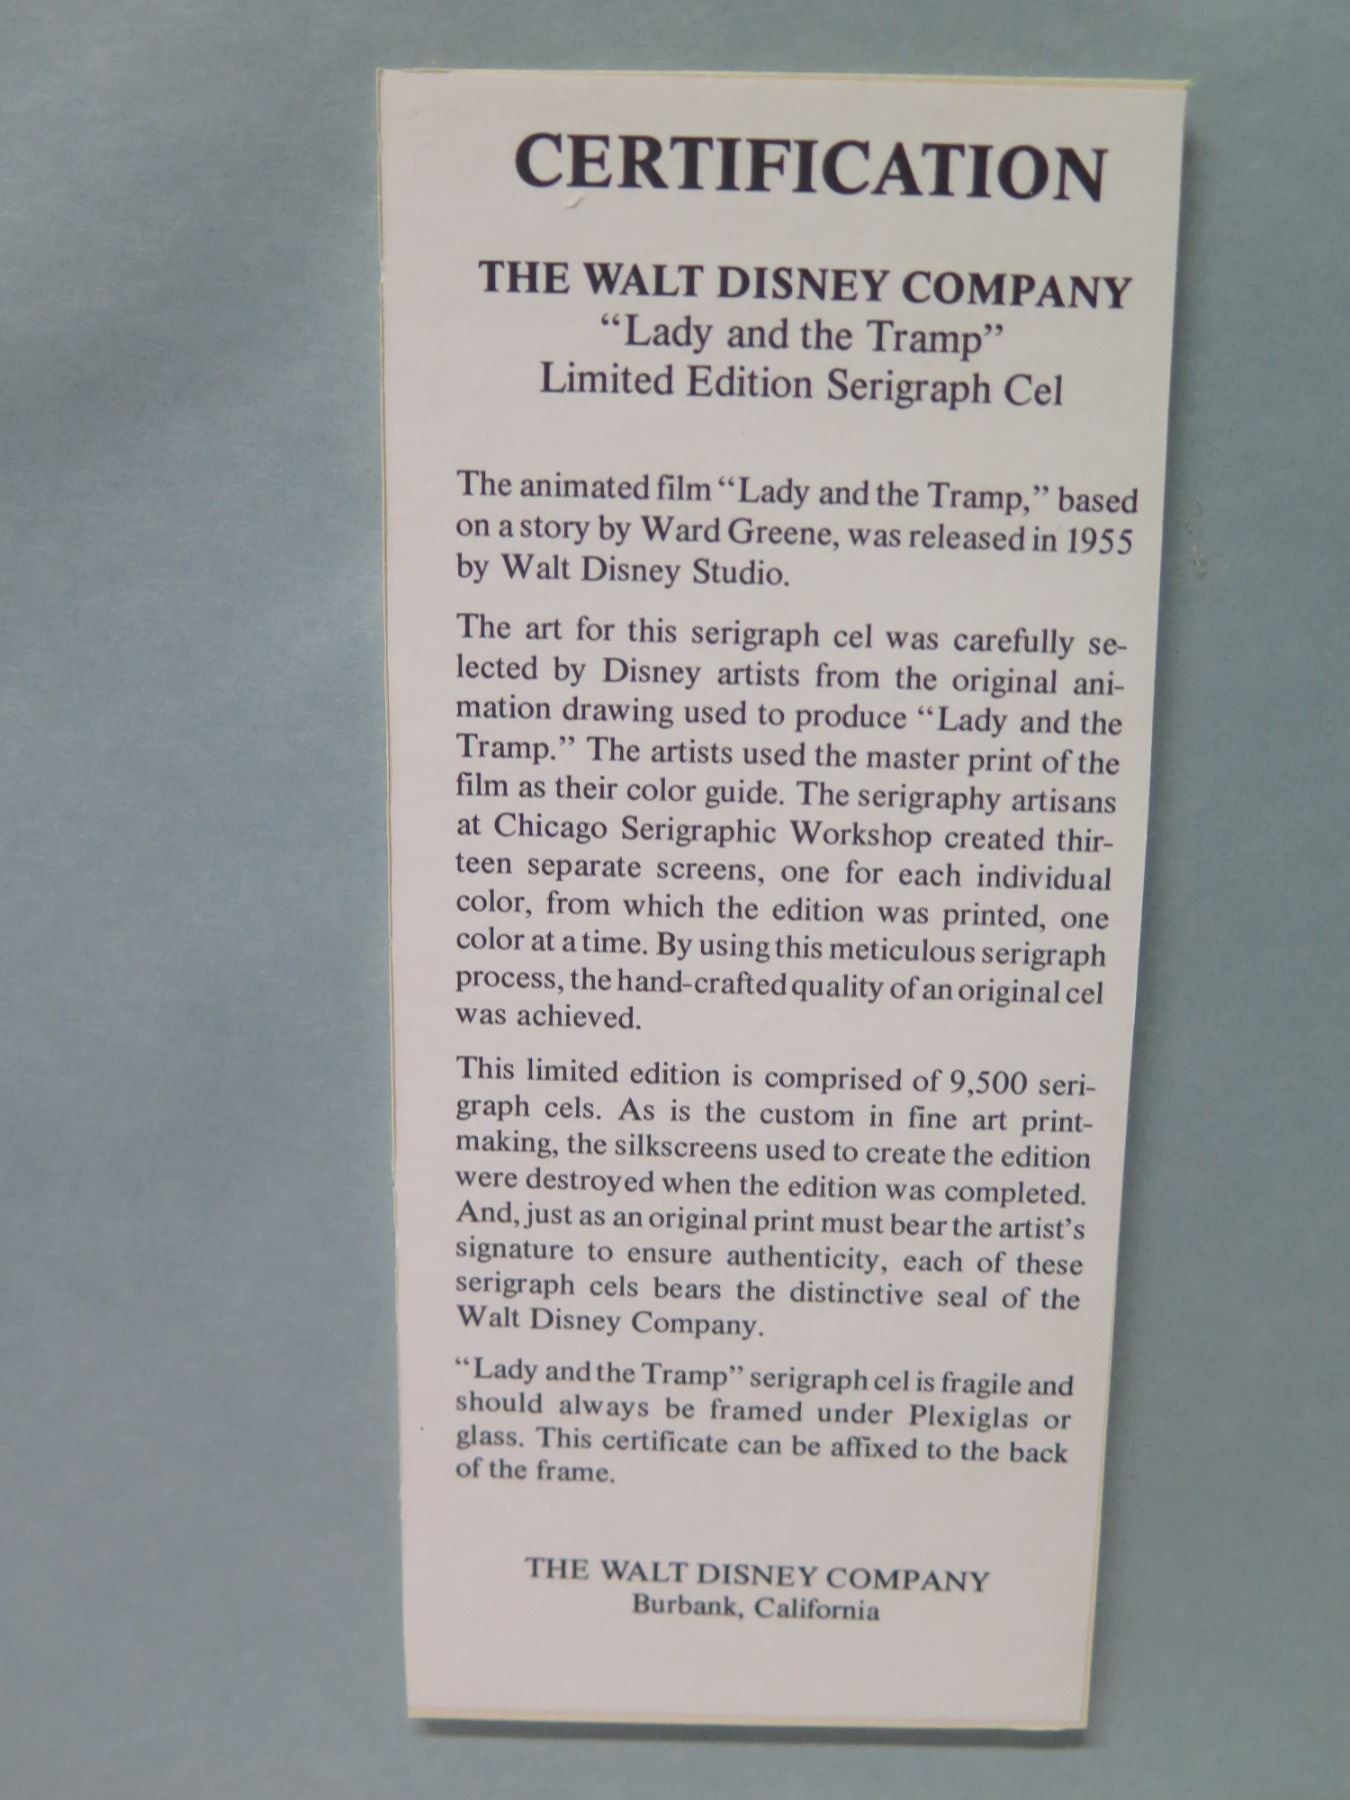 CERTIFICATION
THE WALT DISNEY COMPANY
“Lady and the Tramp”
Limited Edition Serigraph Cel
The animated film “Lady and the Tramp,” based
on a story by Ward Greene, was released in 1955
by Walt Disney Studio.
The art for this serigraph cel was carefully se-
lected by Disney artists from the original ani-
mation drawing used to produce “Lady and the
Tramp.” The artists used the master print of the
film as their color guide. The serigraphy artisans
at Chicago Serigraphic Workshop created thir-
teen separate screens, one for each individual
color, from which the edition was printed, one
color at a time. By using this meticulous serigraph
process, the hand-crafted quality of an original cel
was achieved.
This limited edition is comprised of 9,500 seri-
graph cels. As is the custom in fine art print-
making, the silkscreens used to create the edition
were destroyed when the edition was completed.
And, just as an original print must bear the artist’s
signature to ensure authenticity, each of these
serigraph cels bears the distinctive seal of the
Walt Disney Company.
“Lady and the Tramp” serigraph cel is fragile and
should always be framed under Plexiglas or
glass. This certificate can be affixed to the back
of the frame.
THE WALT DISNEY COMPANY
Burbank, California